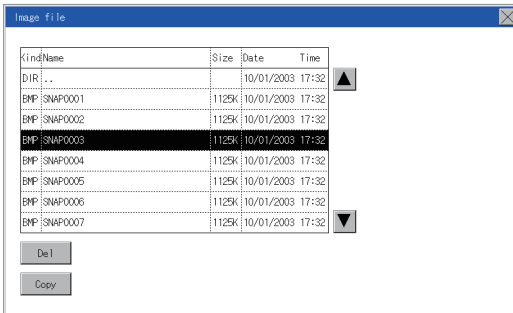 Image file
Kind Name Size Date Time
DIR .. 10/01/2003 17:32
BMP SNAP0001 1125K 10/01/2003 17:32
BMP SNAP0002 1125K 10/01/2003 17:32
BMP SNAP0003 1125K 10/01/2003 17:32
BMP SNAP0004 1125K 10/01/2003 17:32
BMP SNAP0005 1125K 10/01/2003 17:32
BMP SNAP0006 1125K 10/01/2003 17:32
BMP SNAP0007 1125K 10/01/2003 17:32
Del
Copy